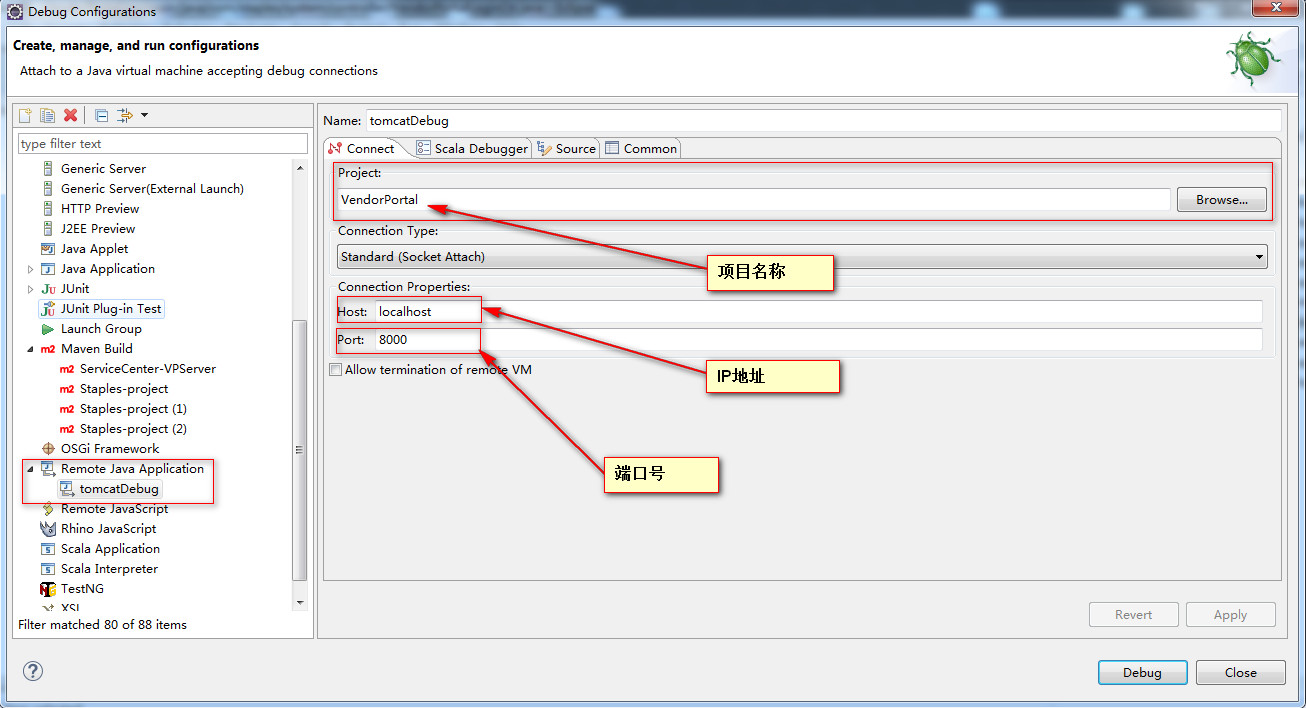 Debug Configurations
Create, manage, and run configurations
Attach to a Java virtual machine accepting debug connections
type filter text
Generic Server
Generic Server(External Launch)
HTTP Preview
J2EE Preview
Java Applet
Java Application
JUnit
JUnit Plug-in Test
Launch Group
Maven Build
ServiceCenter-VPServer
Staples-project
Staples-project (1)
Staples-project (2)
OSGi Framework
Remote Java Application
tomcatDebug
Remote JavaScript
Rhino JavaScript
Scala Application
Scala Interpreter
TestNG
XSL
Filter matched 80 of 88 items
Name: tomcatDebug
Connect Scala Debugger Source Common
Project:
VendorPortal Browse...
Connection Type:
Standard (Socket Attach)
项目名称
Connection Properties:
Host: localhost
Port: 8000
Allow termination of remote VM
IP地址
端口号
Revert Apply
Debug Close